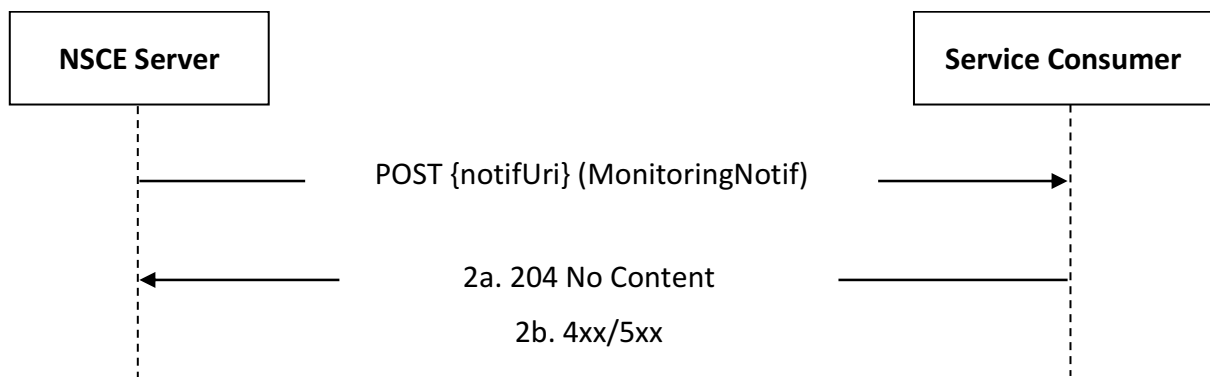 NSCE Server
Service Consumer
POST {notifUri} (MonitoringNotif)
2a. 204 No Content
2b. 4xx/5xx